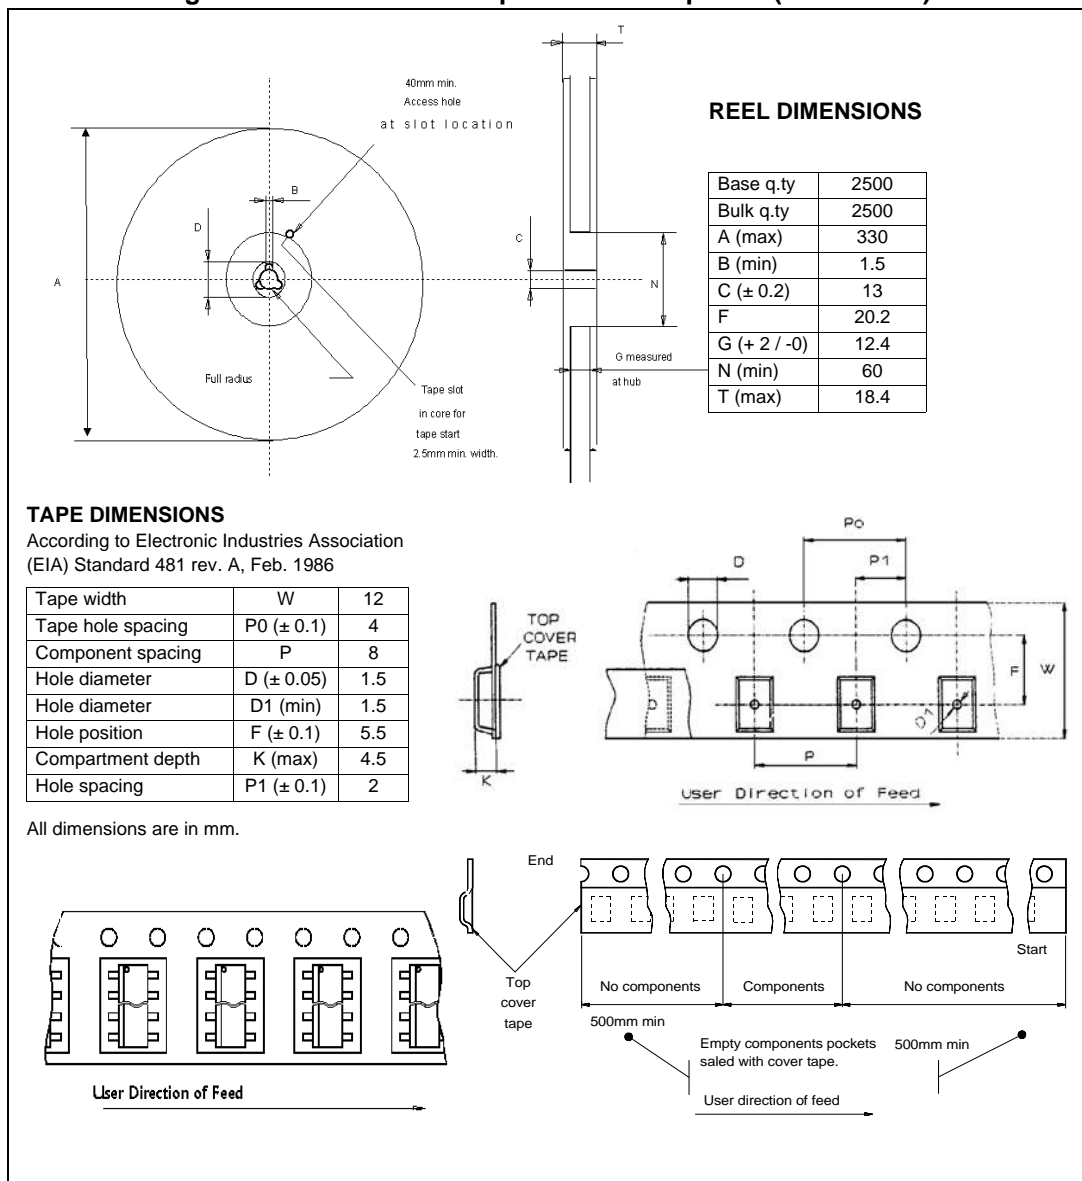 T
40mm min.
Access hole
at slot location
REEL DIMENSIONS
Base q.ty 2500
Bulk q.ty 2500
A (max) 330
B (min) 1.5
C (± 0.2) 13
F 20.2
G (+ 2 / -0) 12.4
N (min) 60
T (max) 18.4
B
D
C
A
N
G measured
at hub
Full radius
Tape slot
in core for
tape start
2.5mm min. width.
TAPE DIMENSIONS
According to Electronic Industries Association
(EIA) Standard 481 rev. A, Feb. 1986
Tape width W 12
Tape hole spacing P0 (± 0.1) 4
Component spacing P 8
Hole diameter D (± 0.05) 1.5
Hole diameter D1 (min) 1.5
Hole position F (± 0.1) 5.5
Compartment depth K (max) 4.5
Hole spacing P1 (± 0.1) 2
All dimensions are in mm.
Po
D
P1
TOP
COVER
TAPE
F
W
D1
P
K
User Direction of Feed
End
Start
Top
cover
tape
No components
Components
No components
500mm min
Empty components pockets
saled with cover tape.
500mm min
User direction of feed
User Direction of Feed